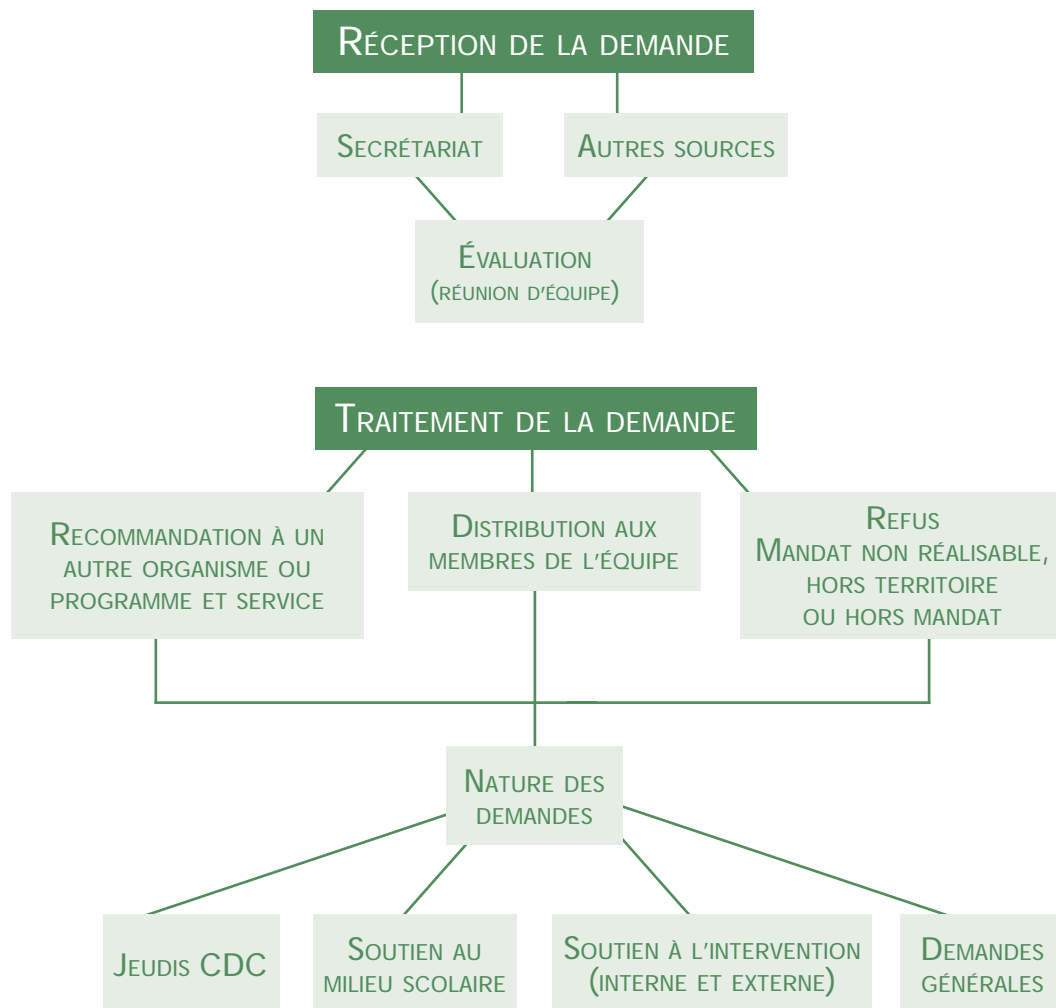 Réception de la demande
Secrétariat
Autres sources
Évaluation
(réunion d'équipe)
Traitement de la demande
Recommandation à un
autre organisme ou
programme et service
Distribution aux
membres de l'équipe
Refus
Mandat non réalisable,
hors territoire
ou hors mandat
Nature des
demandes
Jeudis CDC
Soutien au
milieu scolaire
Soutien à l'intervention
(interne et externe)
Demandes
générales